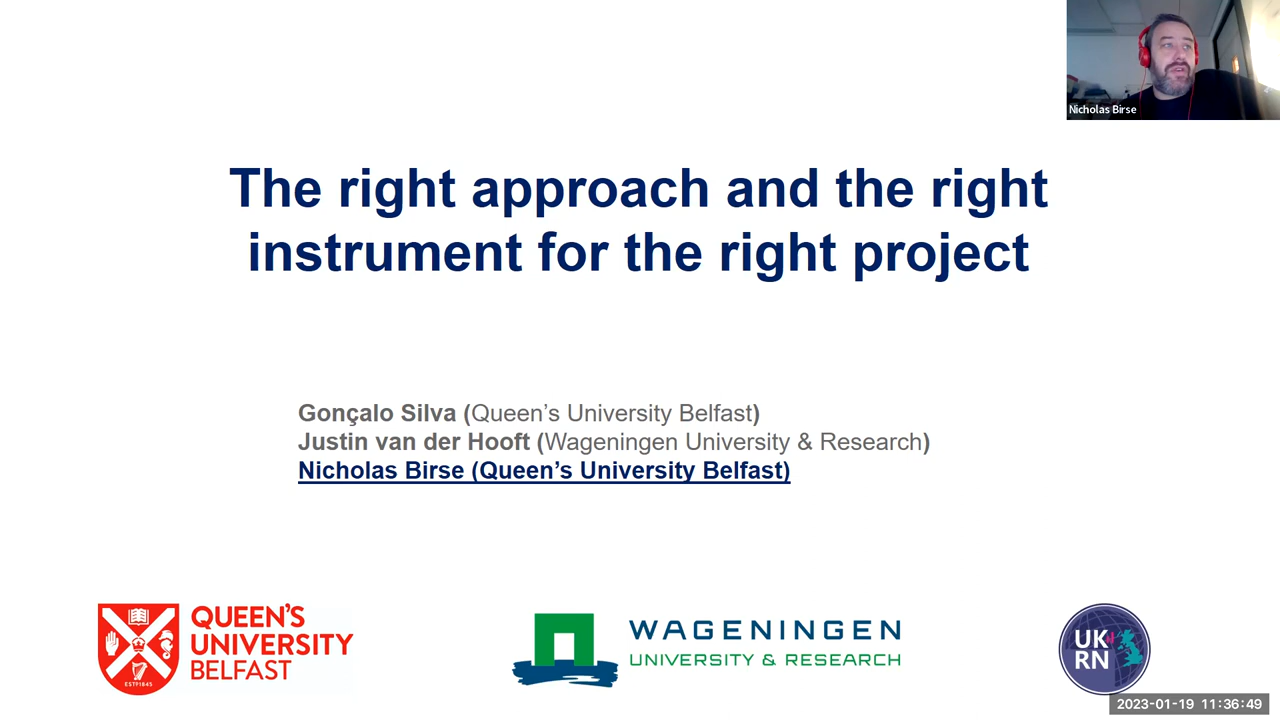 Nicholas Birse
The right approach and the right
instrument for the right project
Gonçalo Silva (Queen's University Belfast)
Justin van der Hooft (Wageningen University & Research)
Nicholas Birse (Queen's University Belfast)
QUEEN'S
UNIVERSITY
BELFAST
ESTD1845
WAGENINGEN
UNIVERSITY & RESEARCH
UK
RN
2023-01-19 11:36:49